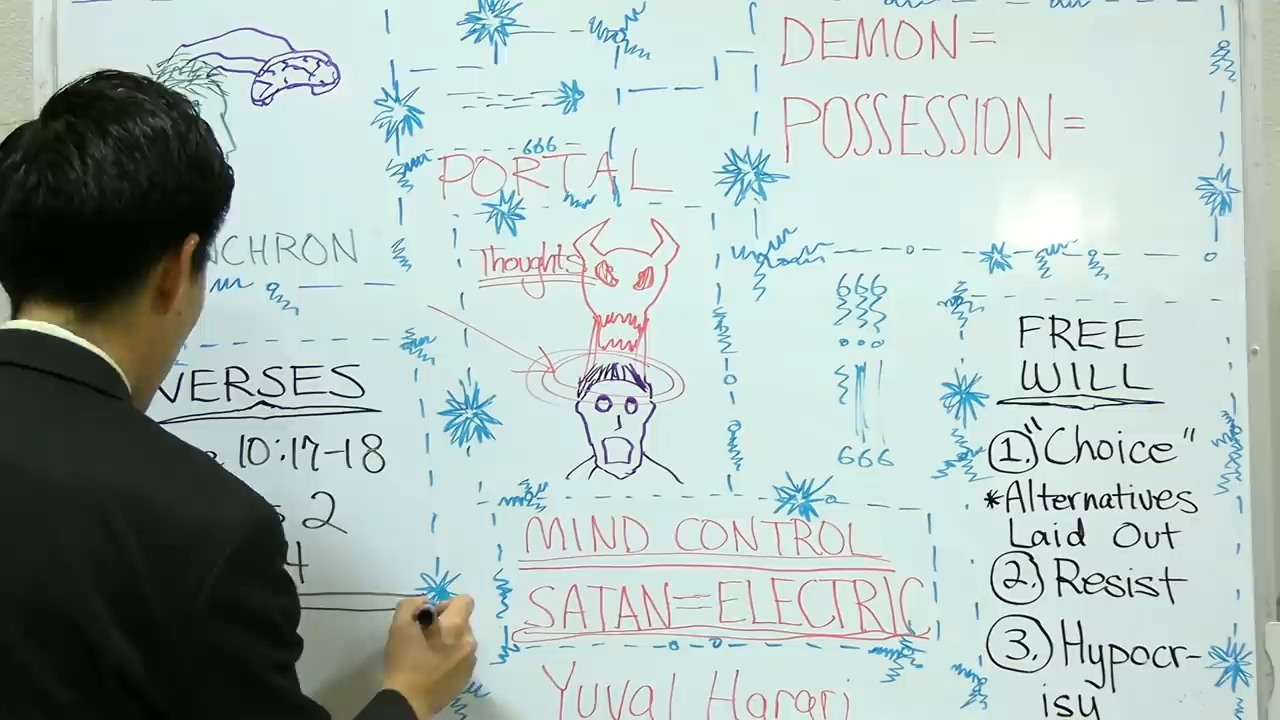 NCHRON
VERSES
10:17-18
2
4
666
PORTAL
Thoughts
MIND CONTROL
SATAN=ELECTRIC
Yuval Harari
DEMON=
POSSESSION=
666
666
FREE
WILL
1. "Choice"
*Alternatives
Laid Out
2. Resist
3. Hypocr-
isy